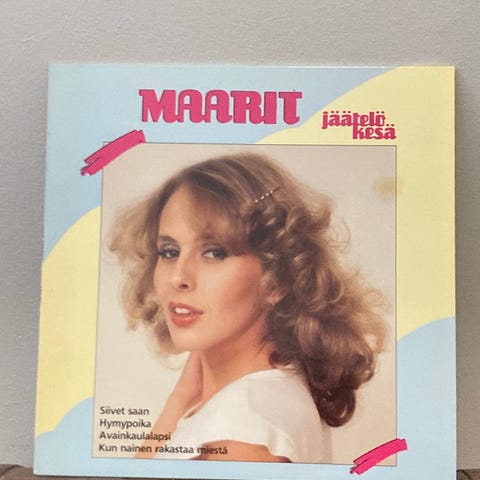 MAARIT
jäätelö
kesä
Siivet saan
Hymypoika
Avainkaulalapsi
Kun nainen rakastaa miestä